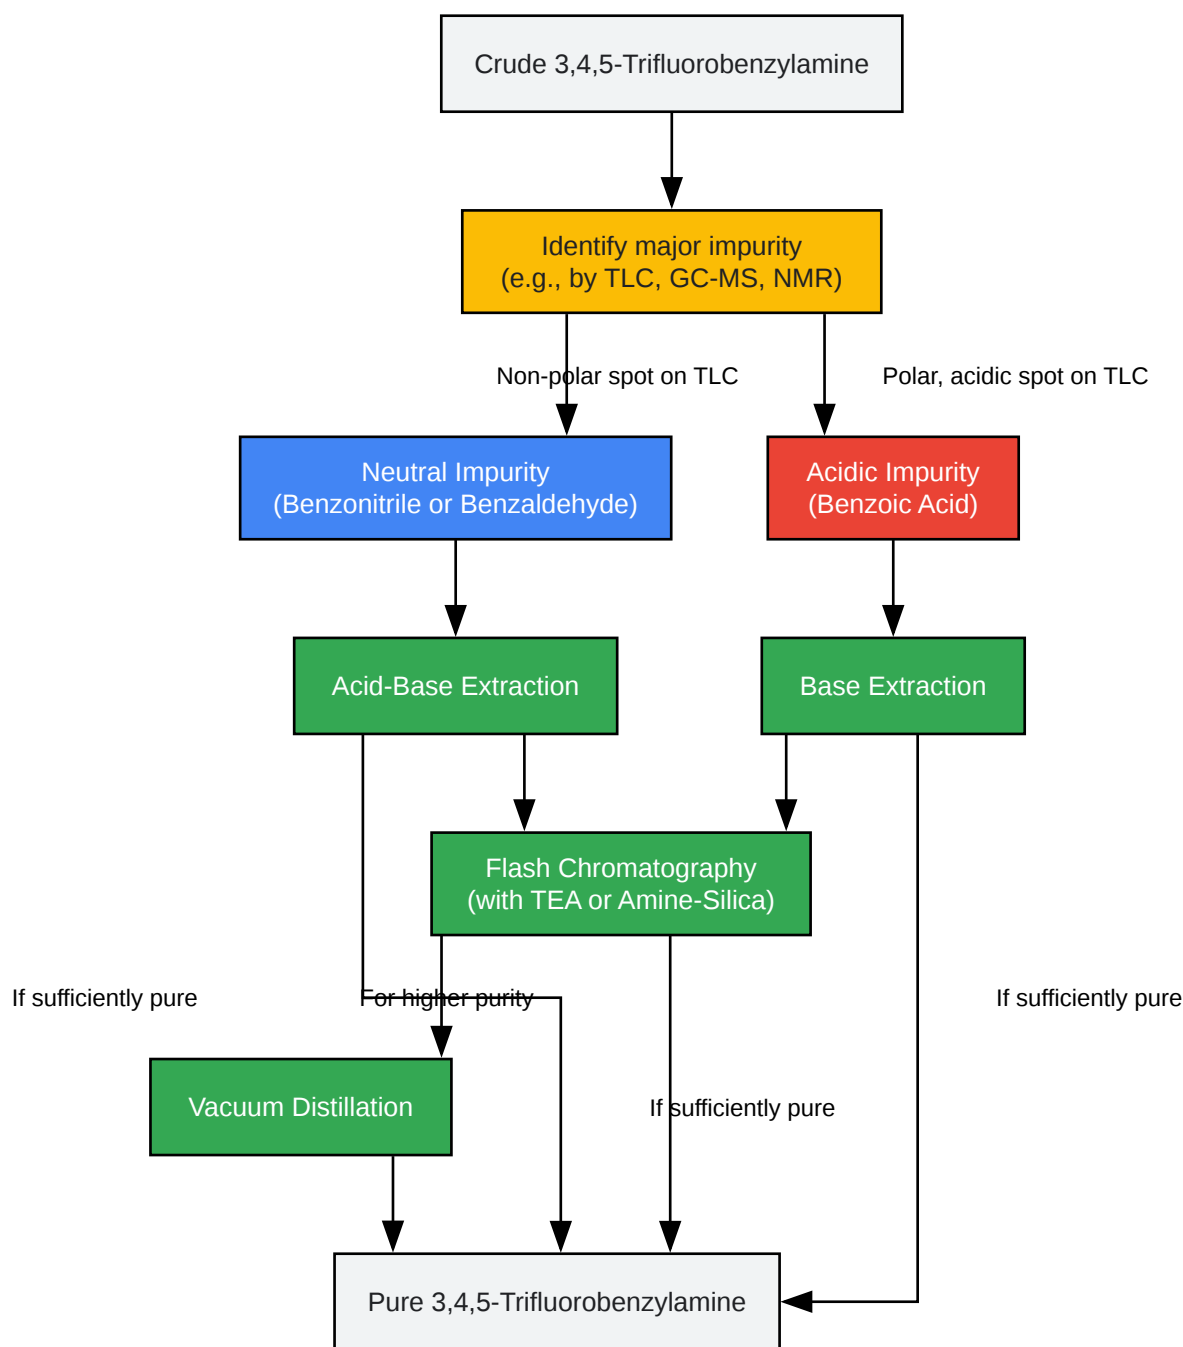 Crude 3,4,5-Trifluorobenzylamine
Identify major impurity
(e.g., by TLC, GC-MS, NMR)
Non-polar spot on TLC
Polar, acidic spot on TLC
Neutral Impurity
(Benzonitrile or Benzaldehyde)
Acidic Impurity
(Benzoic Acid)
Acid-Base Extraction
Base Extraction
Flash Chromatography
(with TEA or Amine-Silica)
If sufficiently pure
For higher purity
If sufficiently pure
Vacuum Distillation
If sufficiently pure
Pure 3,4,5-Trifluorobenzylamine